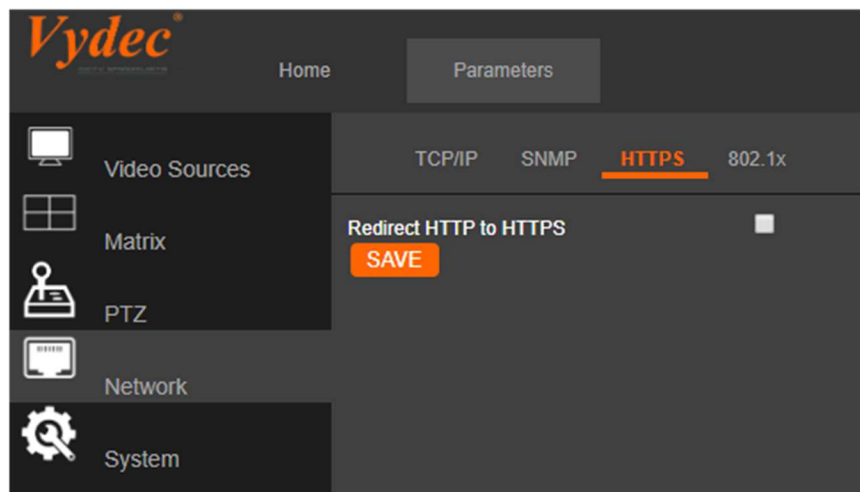 Vydec®
Home
Parameters
Video Sources
Matrix
PTZ
Network
System
TCP/IP
SNMP
HTTPS
802.1x
Redirect HTTP to HTTPS
SAVE